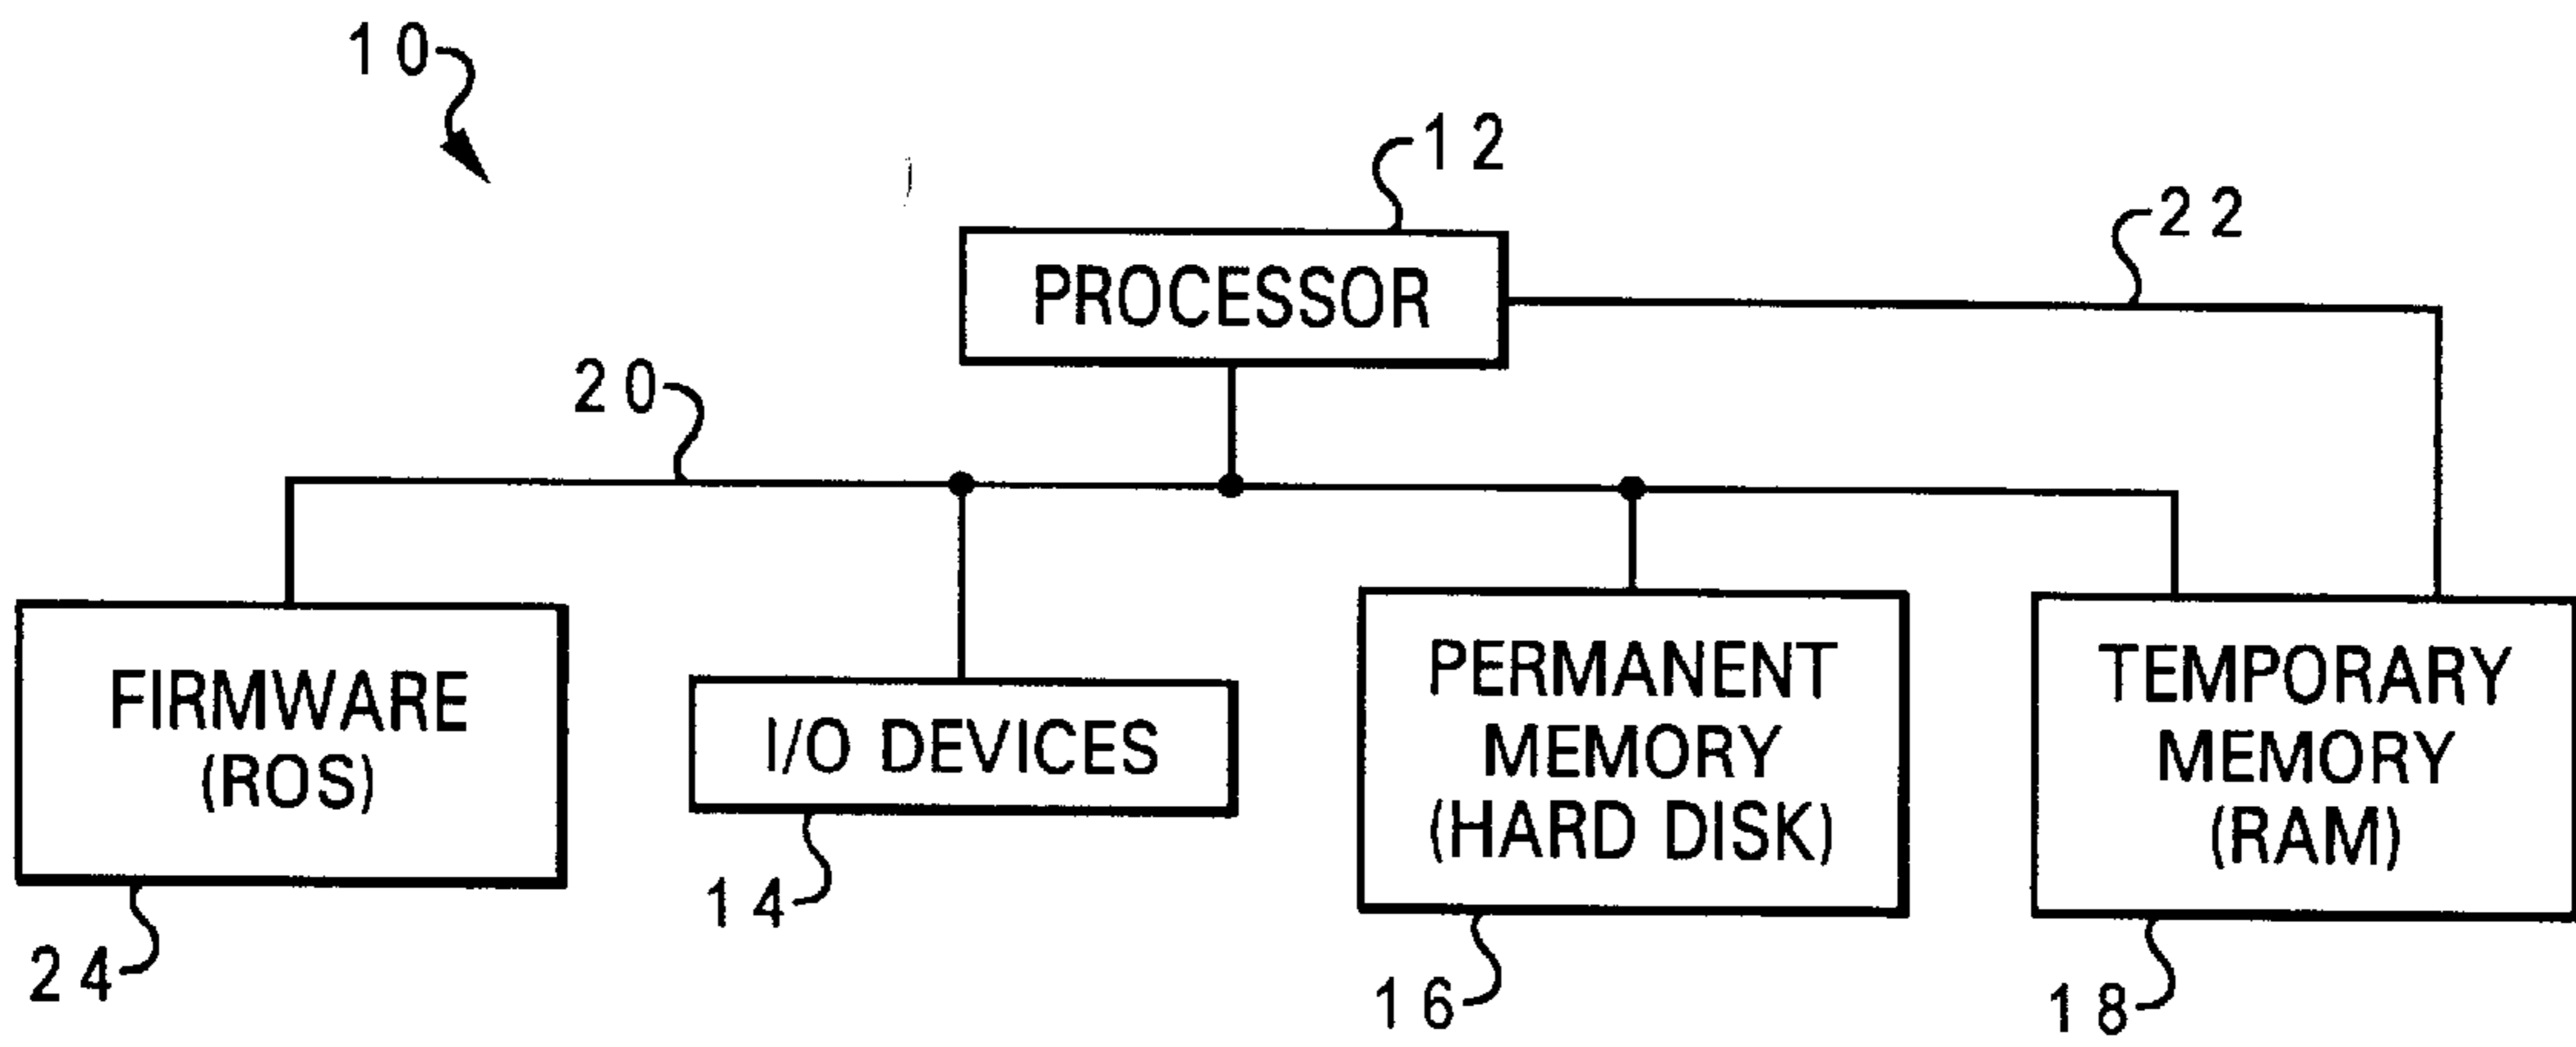 10
12
22
PROCESSOR
20
FIRMWARE
(ROS)
I/O DEVICES
PERMANENT
MEMORY
(HARD DISK)
TEMPORARY
MEMORY
(RAM)
24
14
16
18